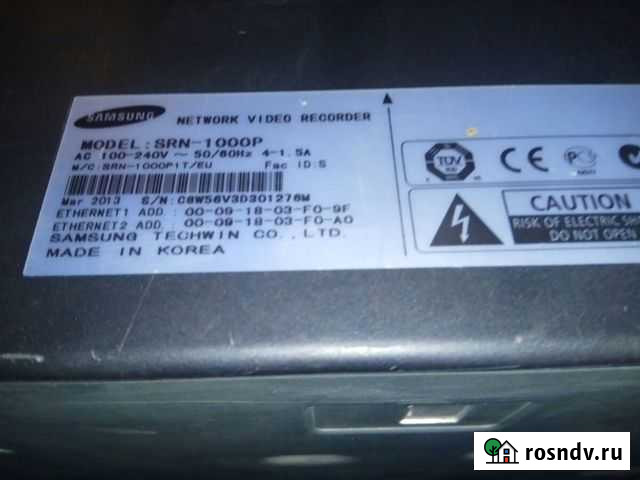 SAMSUNG NETWORK VIDEO RECORDER
MODEL: SRN-1000P
AC 100-240V ~ 50/60Hz 4-1.5A
M/C:SRN-1000P1T/EU Fac ID:S
Mar 2013 S/N:C8W56V3D301276M
ETHERNET1 ADD. 00-09-18-03-F0-9F
ETHERNET2 ADD. 00-09-18-03-F0-A0
SAMSUNG TECHWIN CO.,LTD.
MADE IN KOREA
TÜV
CE
CAUTION
RISK OF ELECTRIC
DO NOT OPEN
rosndv.ru